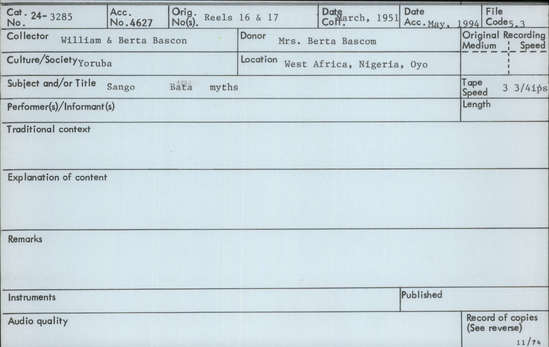 Cat. 24- 3285 Acc. Orig. Reels 16 & 17 Date March, 1951 Date File
No. No. 4627 No(s). Coll. Acc. May, 1994 Code 5.3
Collector William & Berta Bascon Donor Mrs. Berta Bascom Original Recording
Medium Speed
Culture/Society Yoruba Location West Africa, Nigeria, Oyo
Subject and/or Title Sango Bata myths Tape
Speed 3 3/4ips
Performer(s)/Informant(s) Length
Traditional context
Explanation of content
Remarks
Instruments Published
Audio quality Record of copies
(See reverse)
11/74